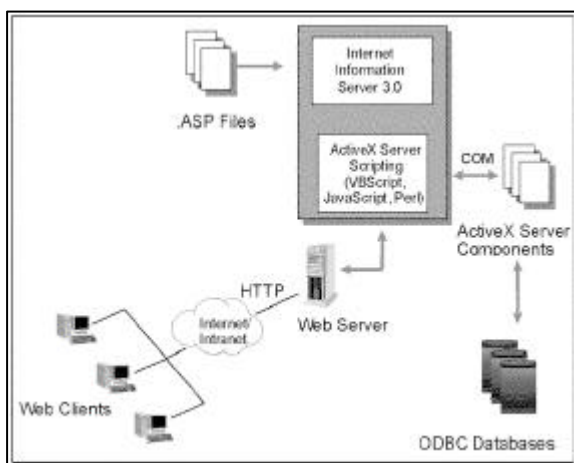 Internet
Information
Server 3.0
.ASP Files
ActiveX Server
Scripting
(VBScript,
JavaScript, Perl)
COM
ActiveX Server
Components
HTTP
Internet/
Intranet
Web Server
Web Clients
ODBC Databases